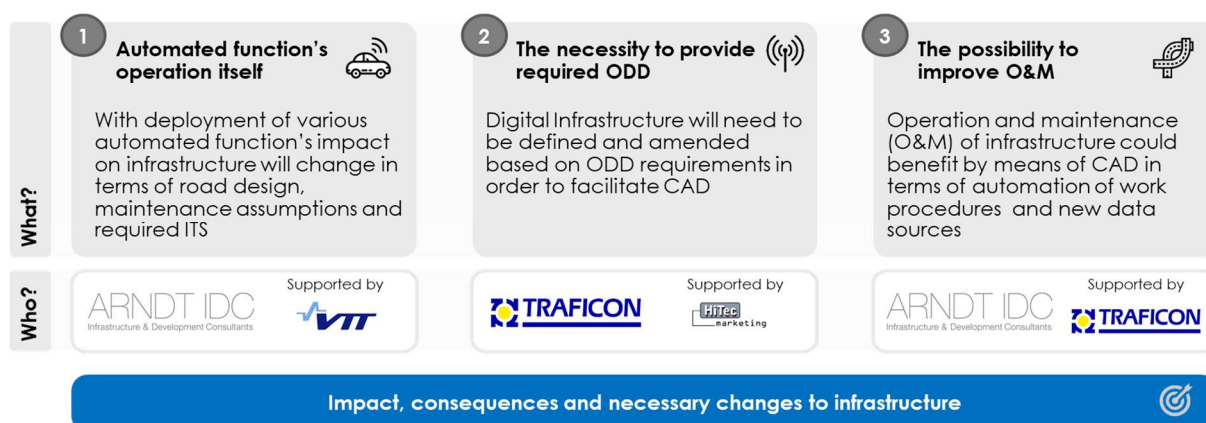 What?
1
Automated function's
operation itself
With deployment of various
automated function's impact
on infrastructure will change in
terms of road design,
maintenance assumptions and
required ITS
2
The necessity to provide
required ODD
Digital Infrastructure will need to
be defined and amended
based on ODD requirements in
order to facilitate CAD
3
The possibility to
improve O&M
Operation and maintenance
(O&M) of infrastructure could
benefit by means of CAD in
terms of automation of work
procedures and new data
sources
Who?
ARNDT IDC
Infrastructure & Development Consultants
Supported by
VTT
TRAFICON
Supported by
HiTec
marketing
ARNDT IDC
Infrastructure & Development Consultants
Supported by
TRAFICON
Impact, consequences and necessary changes to infrastructure